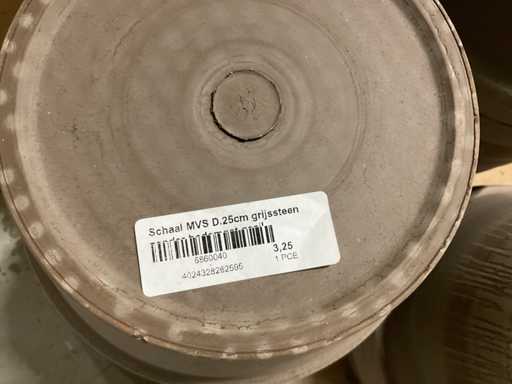 Schaal MVS D.25cm grijssteen
6860040
3,25
4024328262595
1 PCE